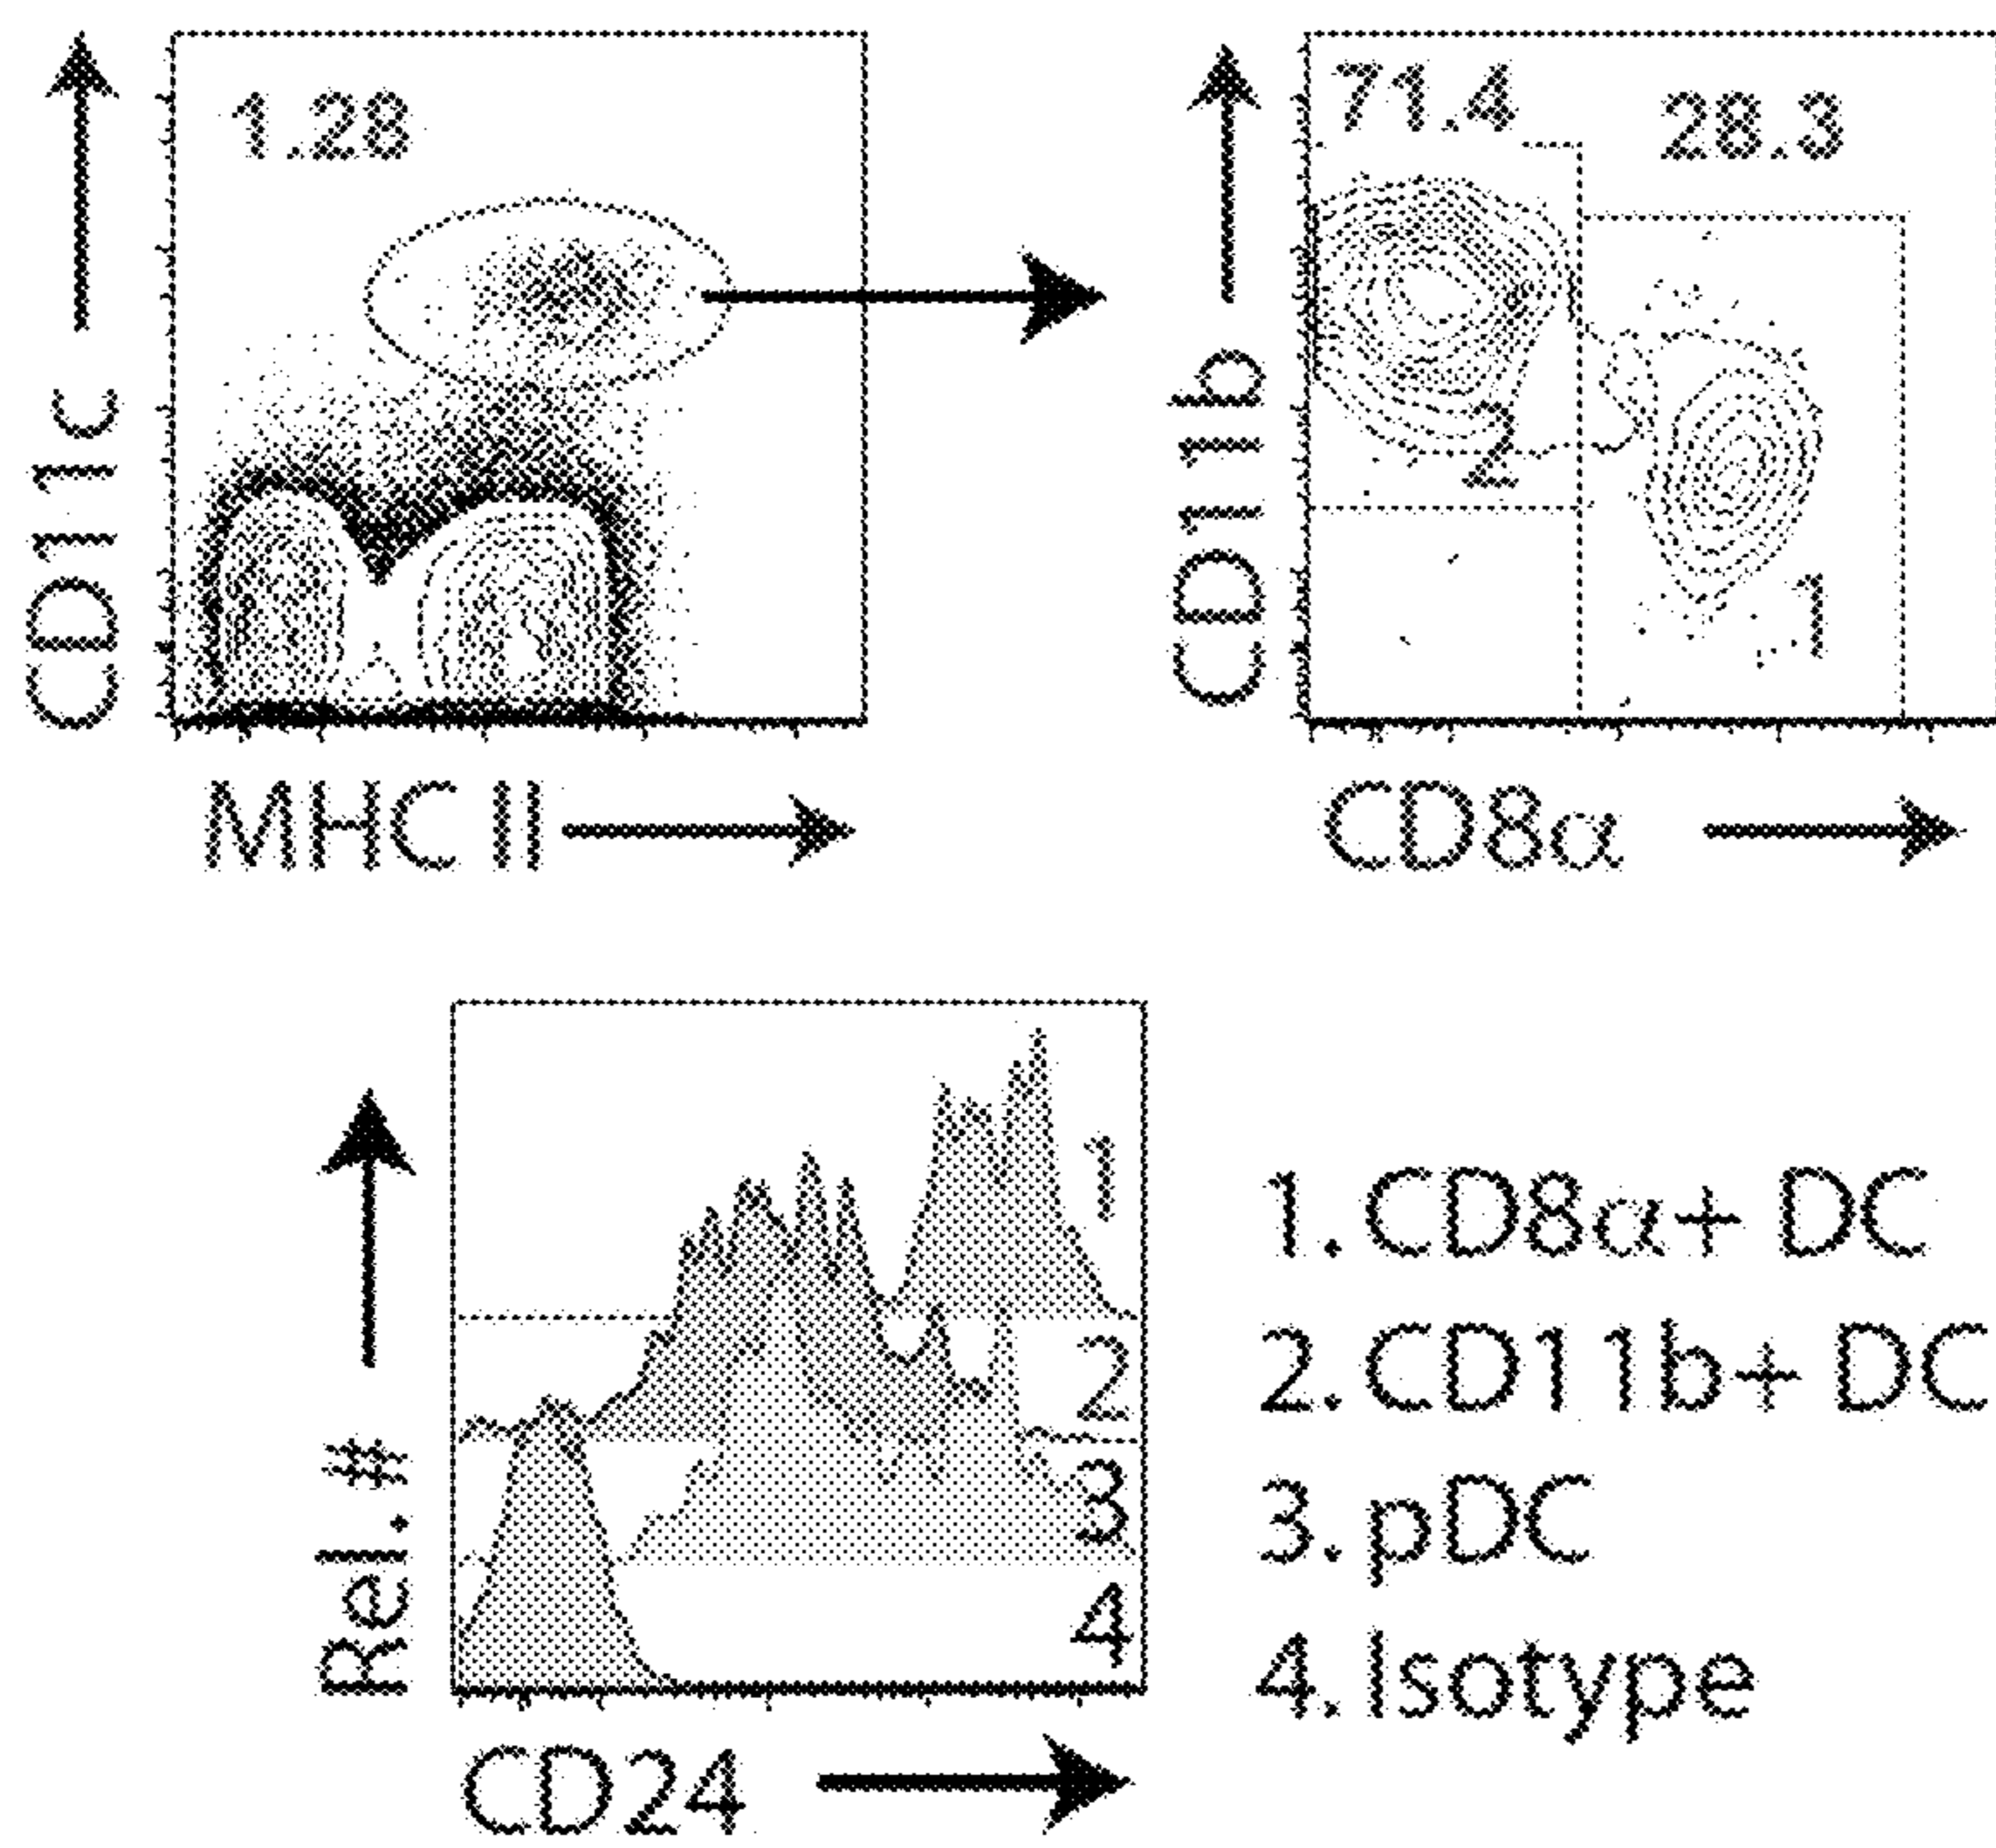 1.28
CD11c
MHC II
71.4
28.3
2
1
CD11b
CD8α
1
2
3
4
Rel. #
CD24
1. CD8α+ DC
2. CD11b+ DC
3. pDC
4. Isotype